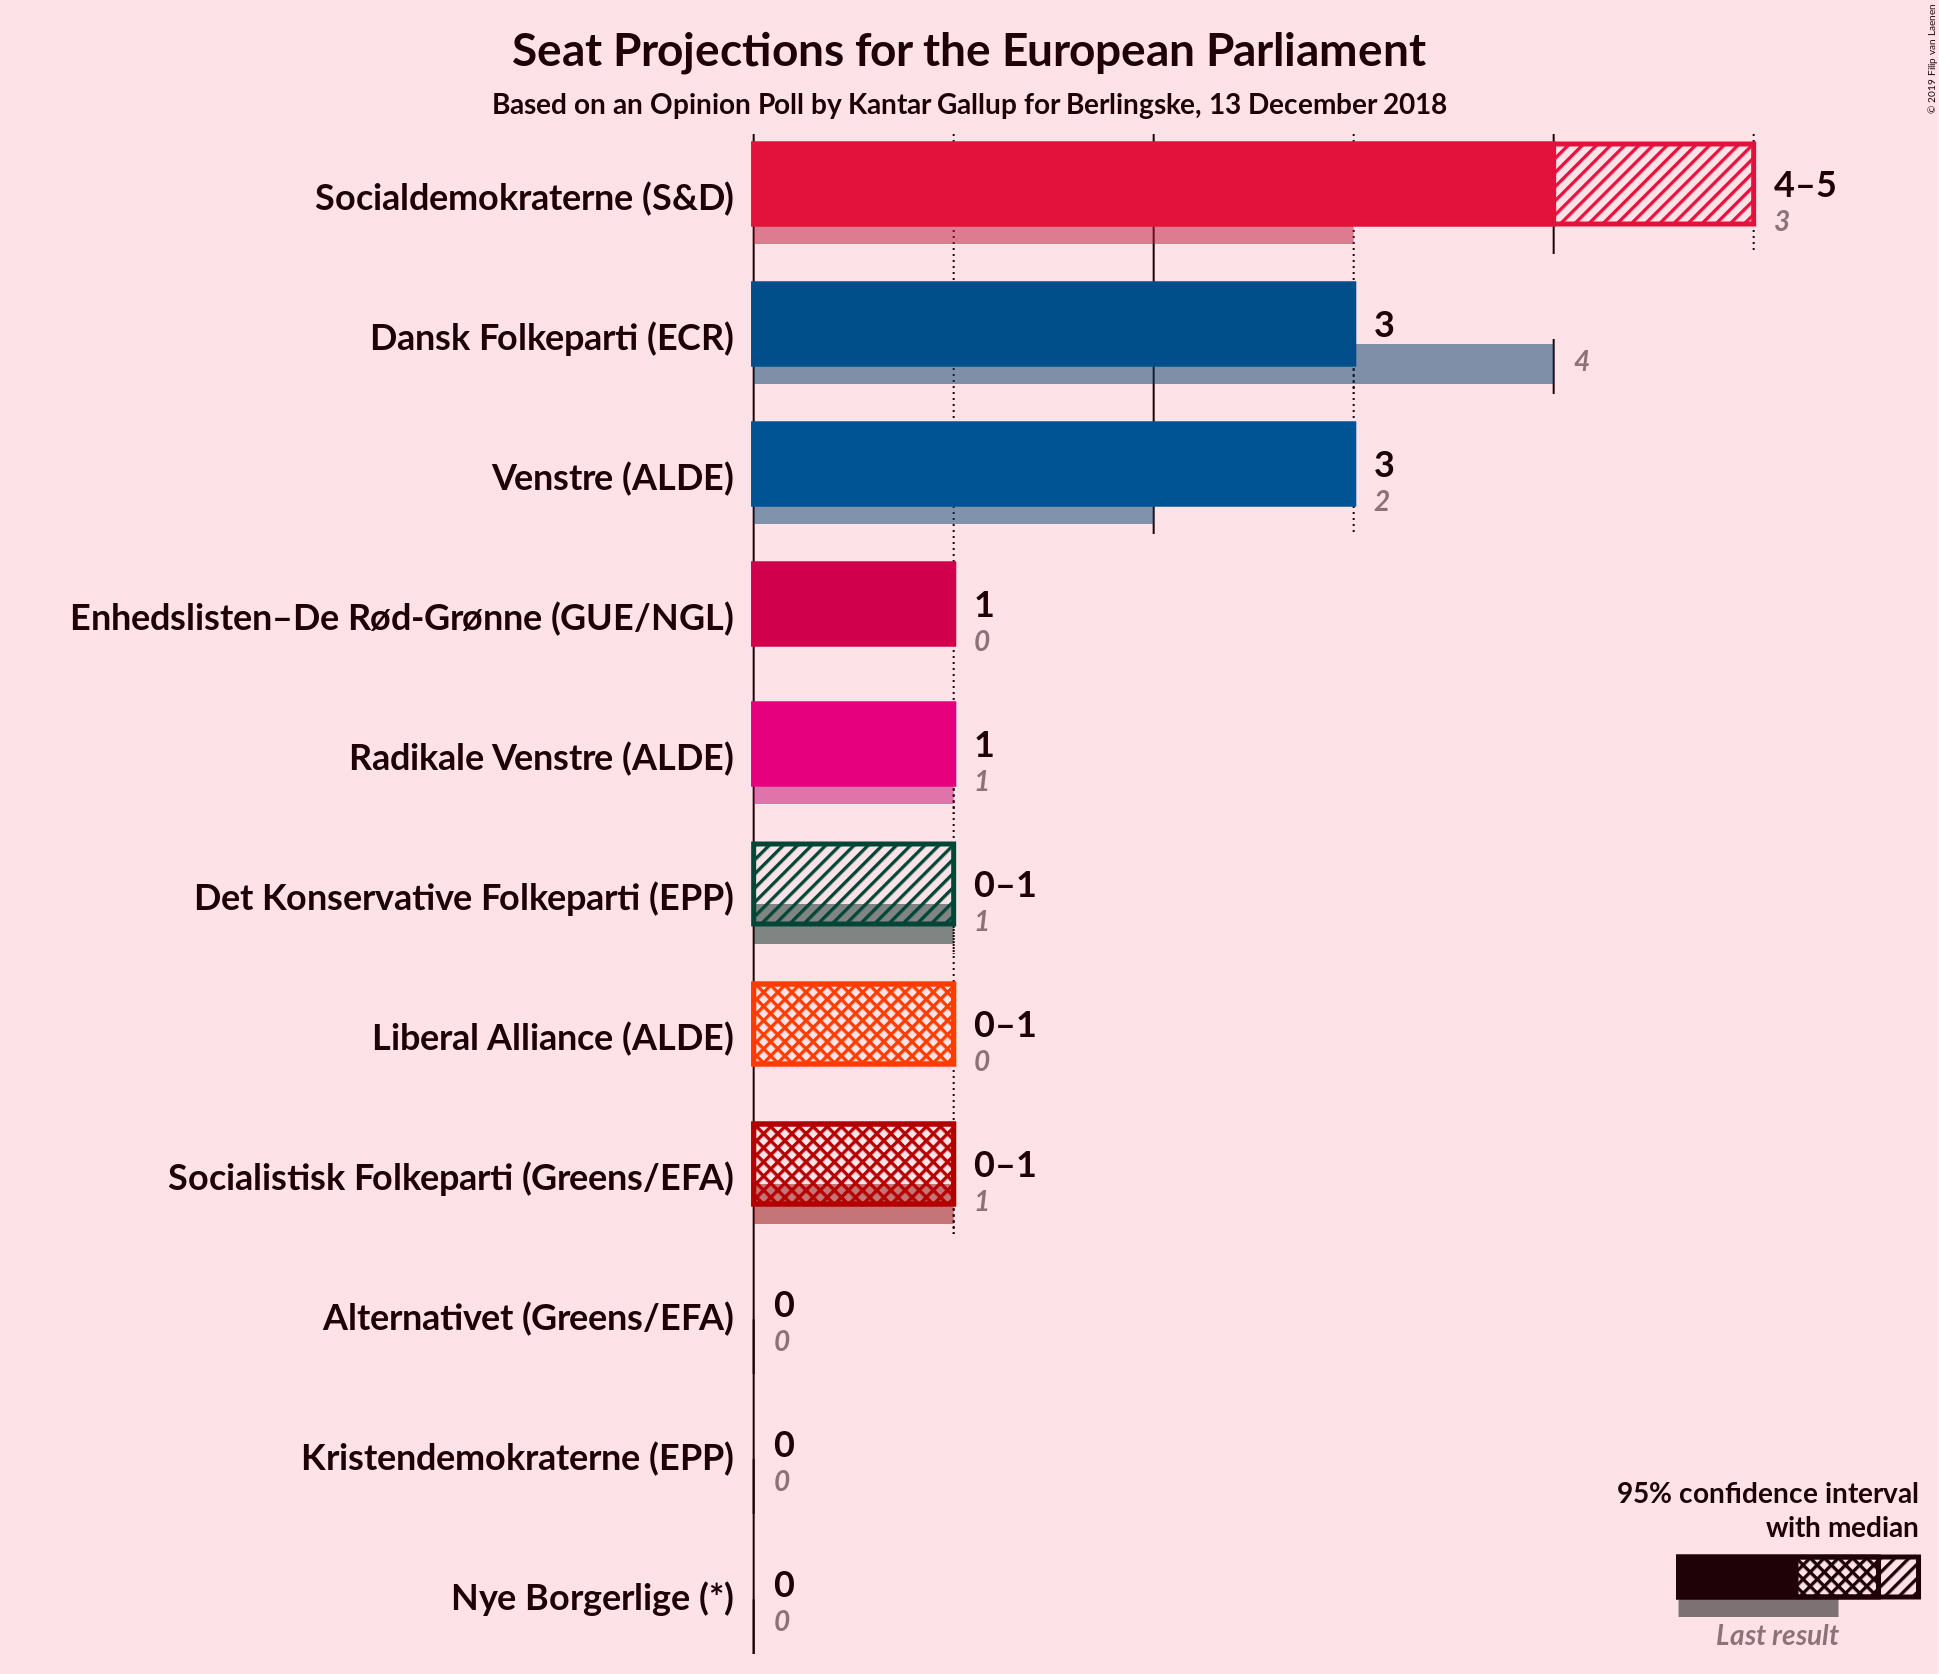 Seat Projections for the European Parliament
Based on an Opinion Poll by Kantar Gallup for Berlingske, 13 December 2018
© 2019 Filip van Laenen
Socialdemokraterne (S&D)
4–5
3
Dansk Folkeparti (ECR)
3
4
Venstre (ALDE)
3
2
Enhedslisten–De Rød-Grønne (GUE/NGL)
1
0
Radikale Venstre (ALDE)
1
1
Det Konservative Folkeparti (EPP)
0–1
1
Liberal Alliance (ALDE)
0–1
0
Socialistisk Folkeparti (Greens/EFA)
0–1
1
Alternativet (Greens/EFA)
0
0
Kristendemokraterne (EPP)
0
0
Nye Borgerlige (*)
0
0
95% confidence interval
with median
Last result